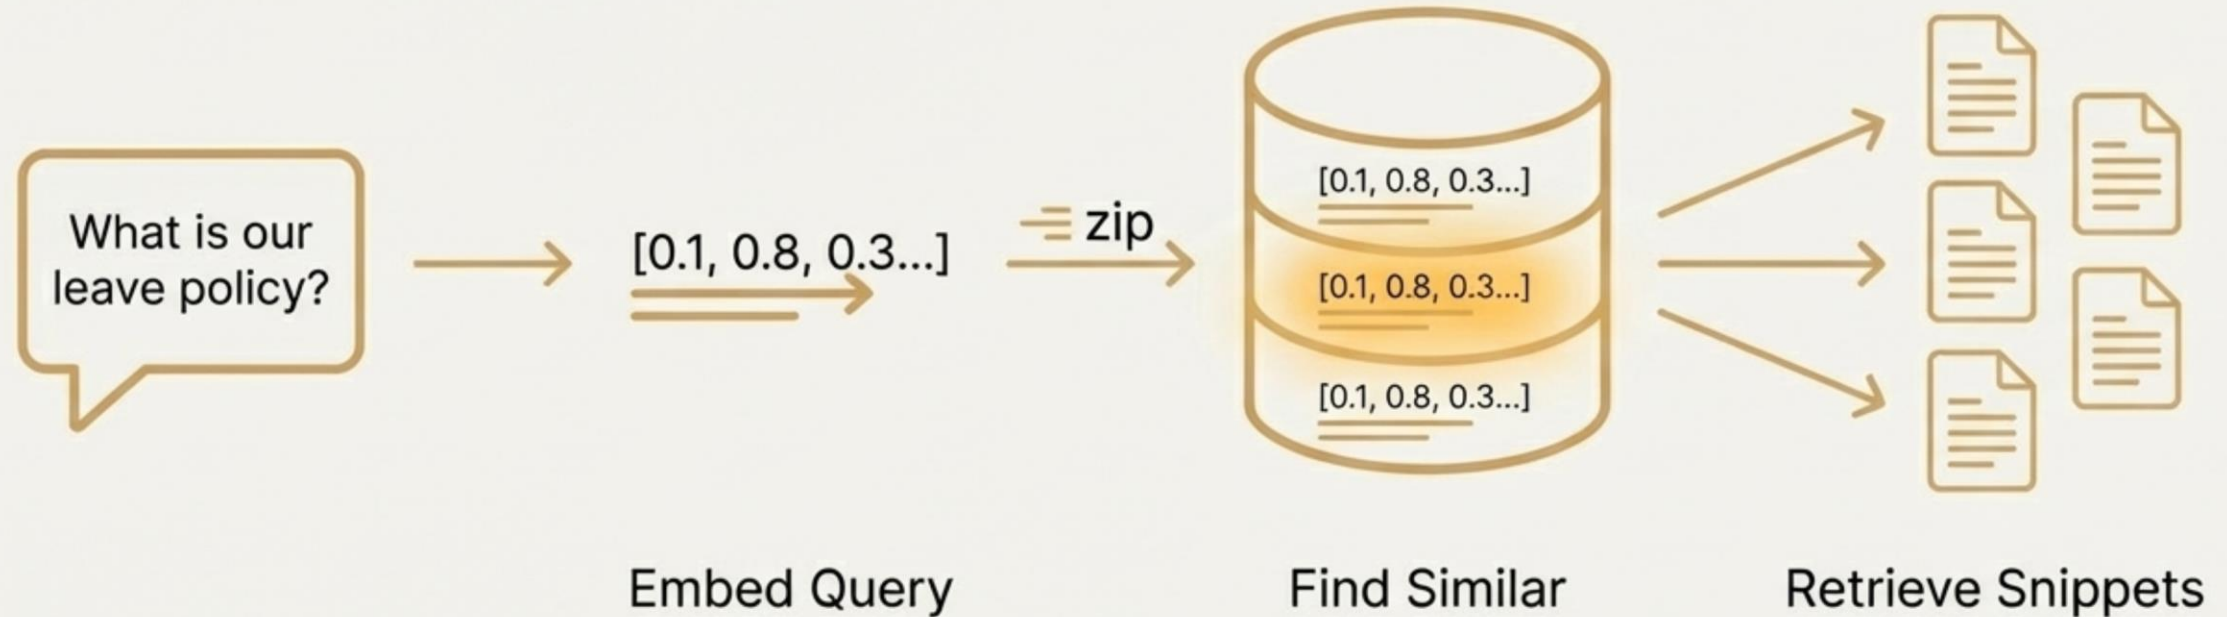 What is our
leave policy?
[0.1, 0.8, 0.3...]
zip
[0.1, 0.8, 0.3...]
[0.1, 0.8, 0.3...]
[0.1, 0.8, 0.3...]
Embed Query
Find Similar
Retrieve Snippets